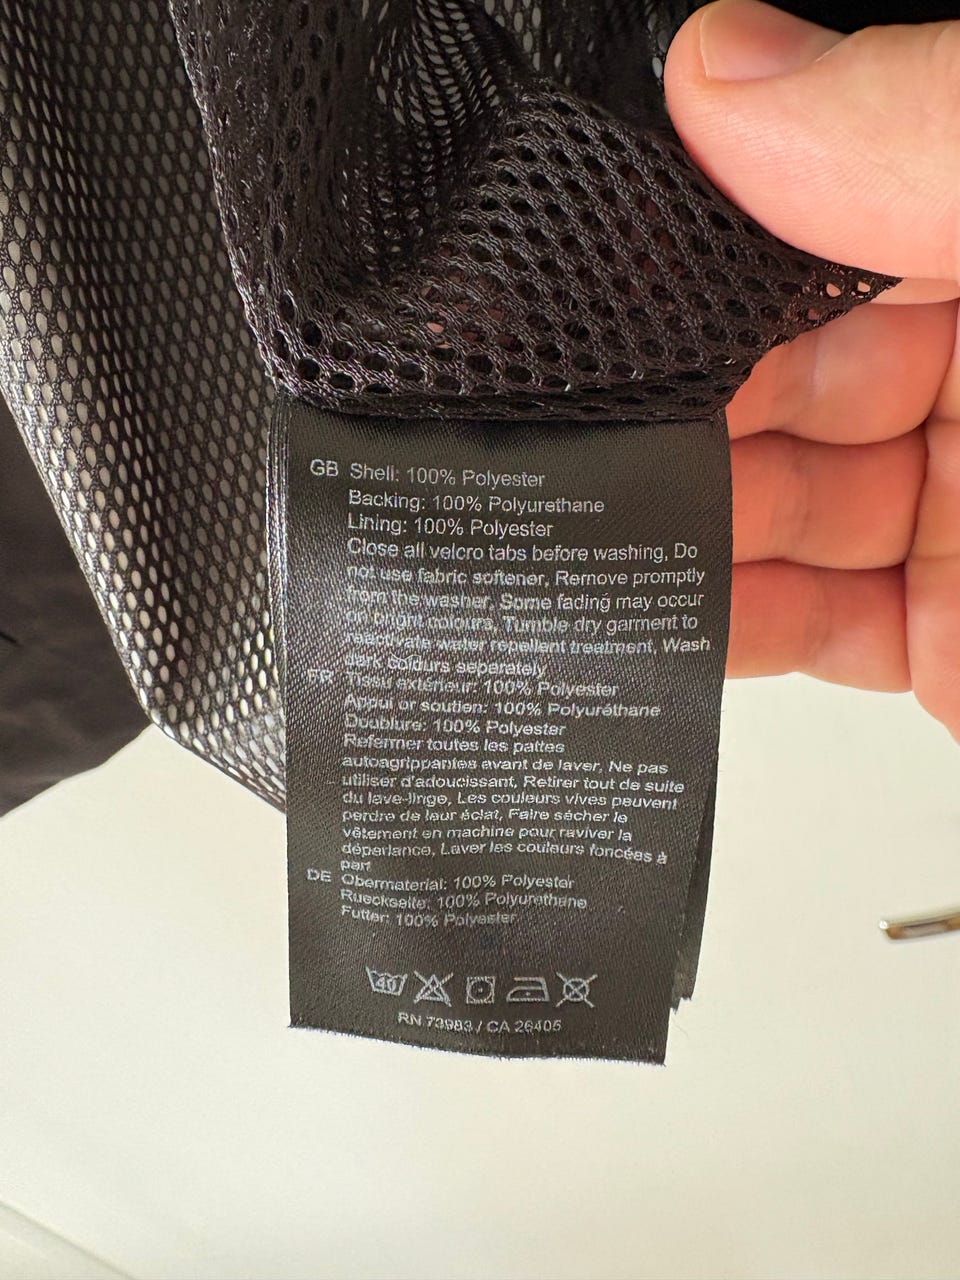 GB Shell: 100% Polyester
Backing: 100% Polyurethane
Lining: 100% Polyester
Close all velcro tabs before washing, Do
not use fabric softener, Remove promptly
from the washer, Some fading may occur
on bright colours, Tumble dry garment to
reactivate water repellent treatment, Wash
dark colours separately
FR Tissu extérieur: 100% Polyester
Appui or soutien: 100% Polyuréthane
Doublure: 100% Polyester
Refermer toutes les pattes
autoagrippantes avant de laver, Ne pas
utiliser d'adoucissant, Retirer tout de suite
du lave-linge, Les couleurs vives peuvent
perdre de leur éclat, Faire sécher le
vêtement en machine pour raviver la
déperlance, Laver les couleurs foncées à
part
DE Obermaterial: 100% Polyester
Rueckseite: 100% Polyurethane
Futter: 100% Polyester
40
RN 73983 / CA 26405